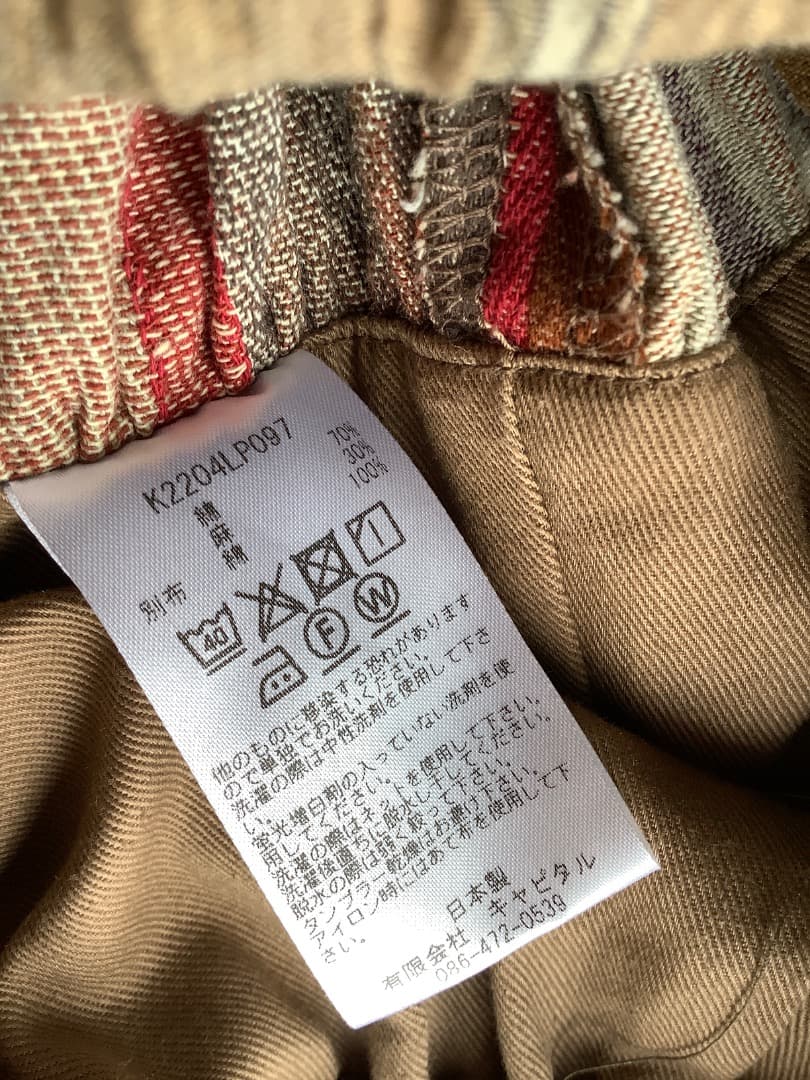 K2204LP097
綿 70%
麻 30%
別布 綿 100%
40
F W
他のものに移染する恐れがあります
ので単独でお洗いください。
洗濯の際は中性洗剤を使用して下さ
い。
蛍光増白剤の入っていない洗剤を使
用してください。
洗濯の際はネットを使用して下さい。
洗濯後直ちに脱水し干してください。
脱水の際は弱く絞って下さい。
タンブラー乾燥はお避け下さい。
アイロン時にはあて布を使用して下
さい。
日本製
有限会社 キャピタル
086-472-0539